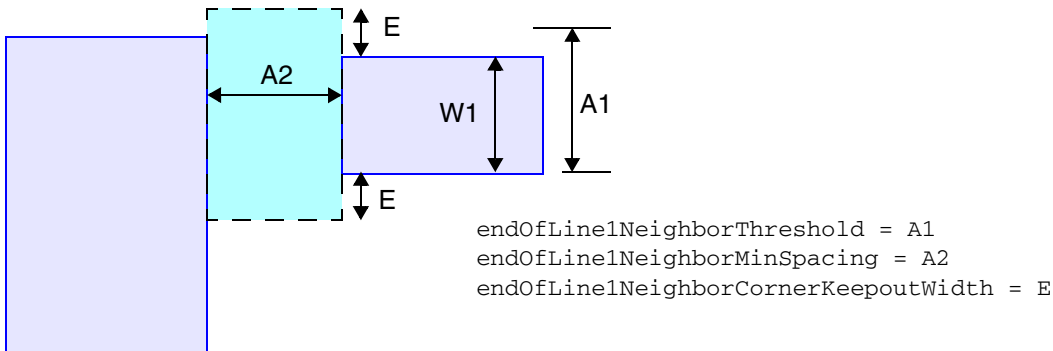 E
A2
W1
A1
E
endOfLine1NeighborThreshold = A1
endOfLine1NeighborMinSpacing = A2
endOfLine1NeighborCornerKeepoutWidth = E